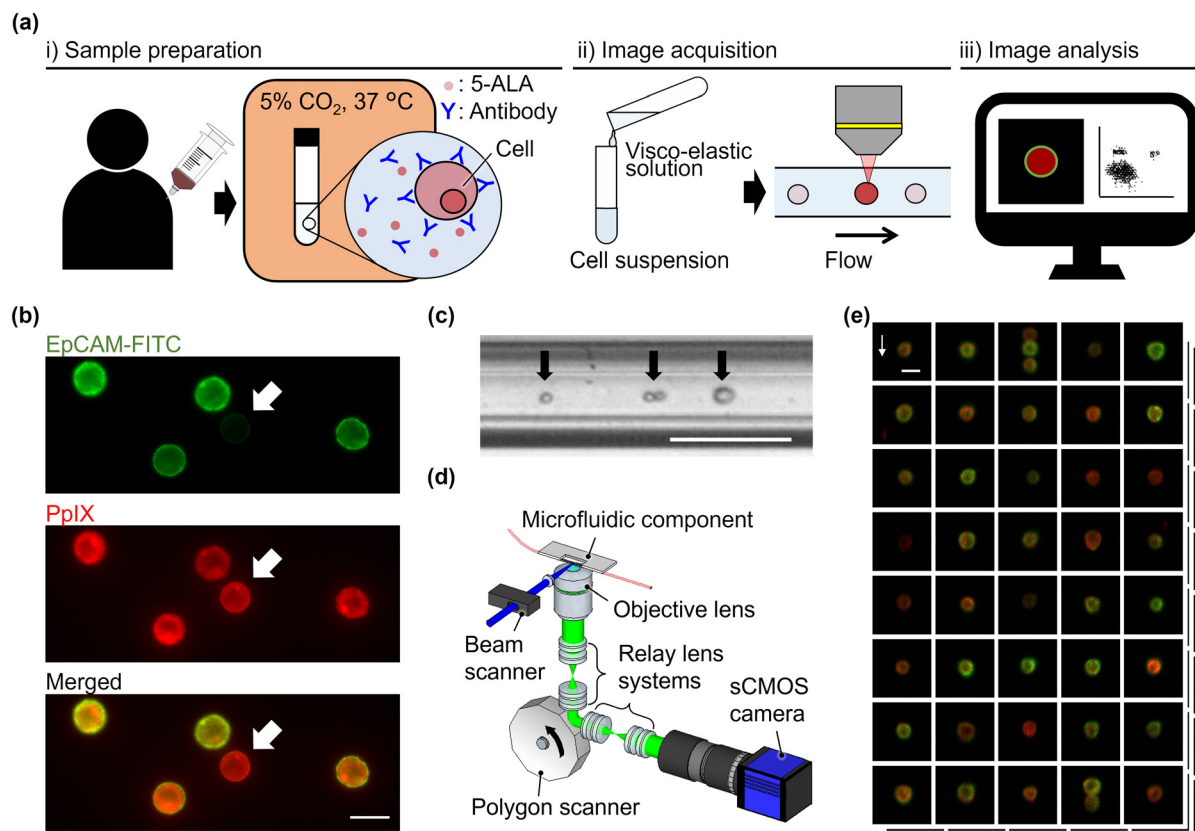 (a)
i) Sample preparation
ii) Image acquisition
iii) Image analysis
5% CO2, 37 °C
: 5-ALA
: Antibody
Cell
Visco-elastic
solution
Cell suspension
Flow
(b)
EpCAM-FITC
PpIX
Merged
(c)
(d)
Microfluidic component
Objective lens
Beam
scanner
Relay lens
systems
sCMOS
camera
Polygon scanner
(e)